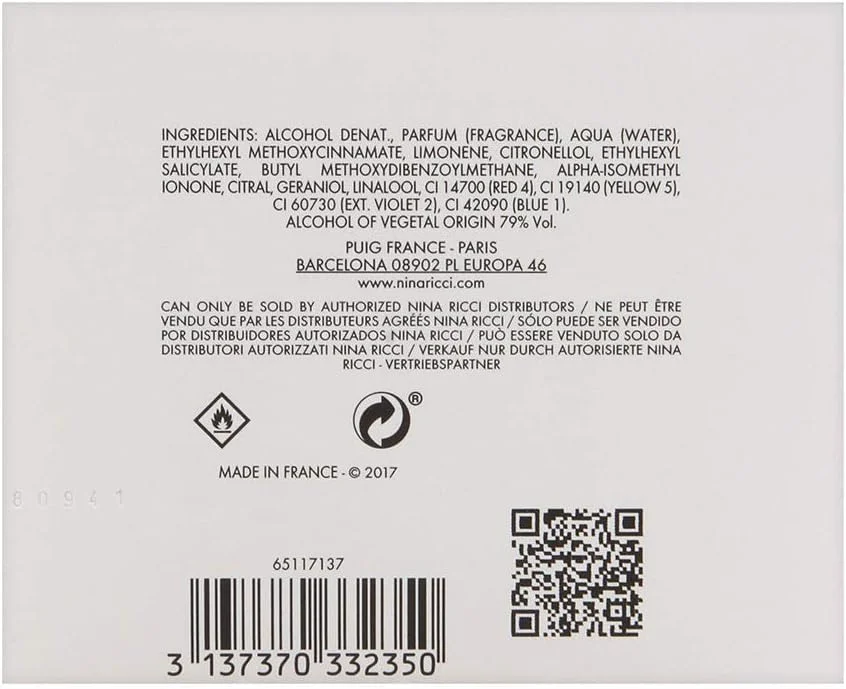 INGREDIENTS: ALCOHOL DENAT., PARFUM (FRAGRANCE), AQUA (WATER),
ETHYLHEXYL METHOXYCINNAMATE, LIMONENE, CITRONELLOL, ETHYLHEXYL
SALICYLATE, BUTYL METHOXYDIBENZOYLMETHANE, ALPHA-ISOMETHYL
IONONE, CITRAL, GERANIOL, LINALOOL, CI 14700 (RED 4), CI 19140 (YELLOW 5),
CI 60730 (EXT. VIOLET 2), CI 42090 (BLUE 1).
ALCOHOL OF VEGETAL ORIGIN 79% Vol.
PUIG FRANCE - PARIS
BARCELONA 08902 PL EUROPA 46
www.ninaricci.com
CAN ONLY BE SOLD BY AUTHORIZED NINA RICCI DISTRIBUTORS / NE PEUT ÊTRE
VENDU QUE PAR LES DISTRIBUTEURS AGRÉÉS NINA RICCI / SÓLO PUEDE SER VENDIDO
POR DISTRIBUIDORES AUTORIZADOS NINA RICCI / PUÒ ESSERE VENDUTO SOLO DA
DISTRIBUTORI AUTORIZZATI NINA RICCI / VERKAUF NUR DURCH AUTORISIERTE NINA
RICCI - VERTRIEBSPARTNER
®
MADE IN FRANCE - © 2017
80941
65117137
3 137370 332350